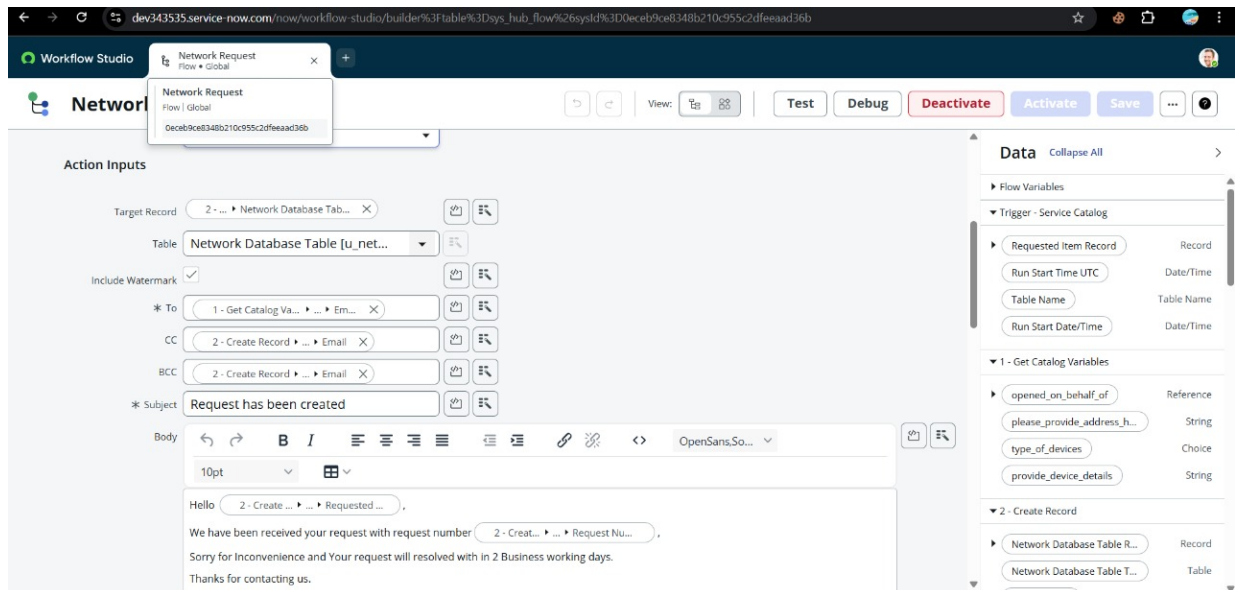 dev343535.service-now.com/now/workflow-studio/builder%3Ftable%3Dsys_hub_flow%26sysId%3D0eceb9ce8348b210c955c2dfeeaad36b
Workflow Studio
Network Request
Flow • Global
Network Request
Flow | Global
0eceb9ce8348b210c955c2dfeeaad36b
Network
View:
Test
Debug
Deactivate
Activate
Save
Action Inputs
Target Record
2 - ... ▸ Network Database Tab...
Table
Network Database Table [u_net...
Include Watermark
* To
1 - Get Catalog Va... ▸ ... ▸ Em...
CC
2 - Create Record ▸ ... ▸ Email
BCC
2 - Create Record ▸ ... ▸ Email
* Subject
Request has been created
Body
B I
OpenSans,So...
10pt
Hello 2 - Create ... ▸ ... ▸ Requested ... ,
We have been received your request with request number 2 - Creat... ▸ ... ▸ Request Nu... ,
Sorry for Inconvenience and Your request will resolved with in 2 Business working days.
Thanks for contacting us.
Data Collapse All
Flow Variables
Trigger - Service Catalog
Requested Item Record Record
Run Start Time UTC Date/Time
Table Name Table Name
Run Start Date/Time Date/Time
1 - Get Catalog Variables
opened_on_behalf_of Reference
please_provide_address_h... String
type_of_devices Choice
provide_device_details String
2 - Create Record
Network Database Table R... Record
Network Database Table T... Table